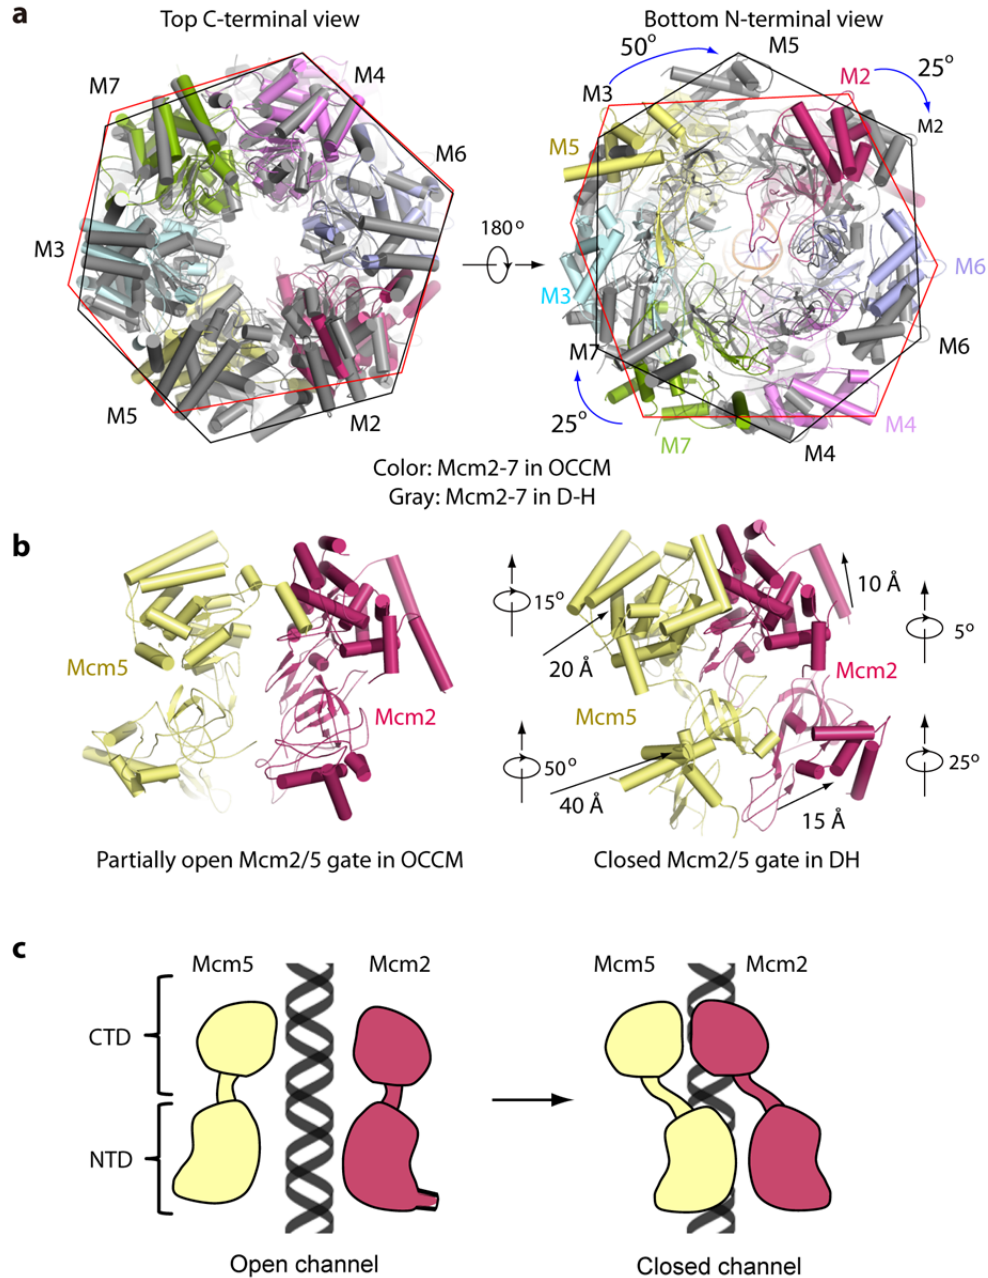 a
Top C-terminal view
Bottom N-terminal view
M7
M4
M6
M3
M5
M2
180°
50°
M5
M2
25°
M3
M2
M5
M6
M3
M7
M6
25°
M7
M4
M4
Color: Mcm2-7 in OCCM
Gray: Mcm2-7 in D-H
b
Mcm5
Mcm2
15°
20 Å
10 Å
5°
Mcm2
Mcm5
50°
40 Å
15 Å
25°
Partially open Mcm2/5 gate in OCCM
Closed Mcm2/5 gate in DH
c
Mcm5
Mcm2
Mcm5
Mcm2
CTD
NTD
Open channel
Closed channel